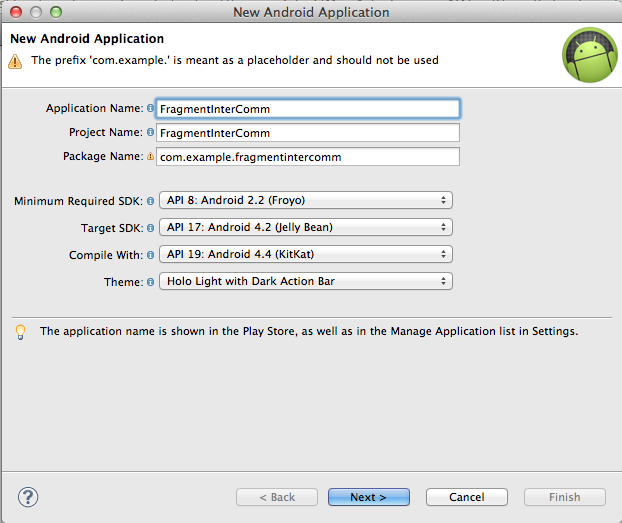 New Android Application
New Android Application
The prefix 'com.example.' is meant as a placeholder and should not be used
Application Name: FragmentInterComm
Project Name: FragmentInterComm
Package Name: com.example.fragmentintercomm
Minimum Required SDK: API 8: Android 2.2 (Froyo)
Target SDK: API 17: Android 4.2 (Jelly Bean)
Compile With: API 19: Android 4.4 (KitKat)
Theme: Holo Light with Dark Action Bar
The application name is shown in the Play Store, as well as in the Manage Application list in Settings.
? < Back Next > Cancel Finish